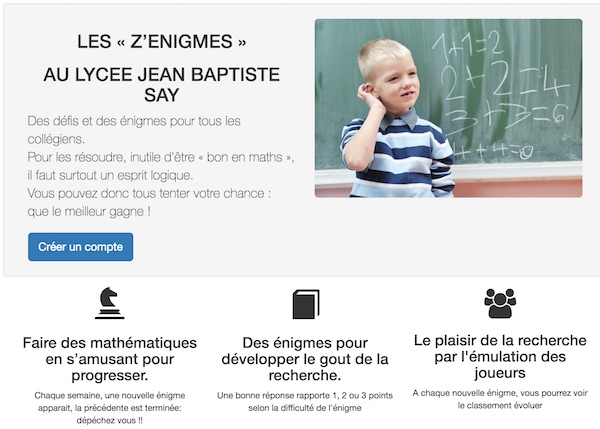 LES « Z’ENIGMES »
AU LYCEE JEAN BAPTISTE
SAY
Des défis et des énigmes pour tous les
collégiens.
Pour les résoudre, inutile d’être « bon en maths »,
il faut surtout un esprit logique.
Vous pouvez donc tous tenter votre chance :
que le meilleur gagne !
Créer un compte
1+1=2
2+2=4
3+3=6
4+4=0
Faire des mathématiques
en s’amusant pour
progresser.
Chaque semaine, une nouvelle énigme
apparait, la précédente est terminée:
dépéchez vous !!
Des énigmes pour
développer le gout de la
recherche.
Une bonne réponse rapporte 1, 2 ou 3 points
selon la difficulté de l'énigme
Le plaisir de la recherche
par l'émulation des
joueurs
A chaque nouvelle énigme, vous pourrez voir
le classement évoluer